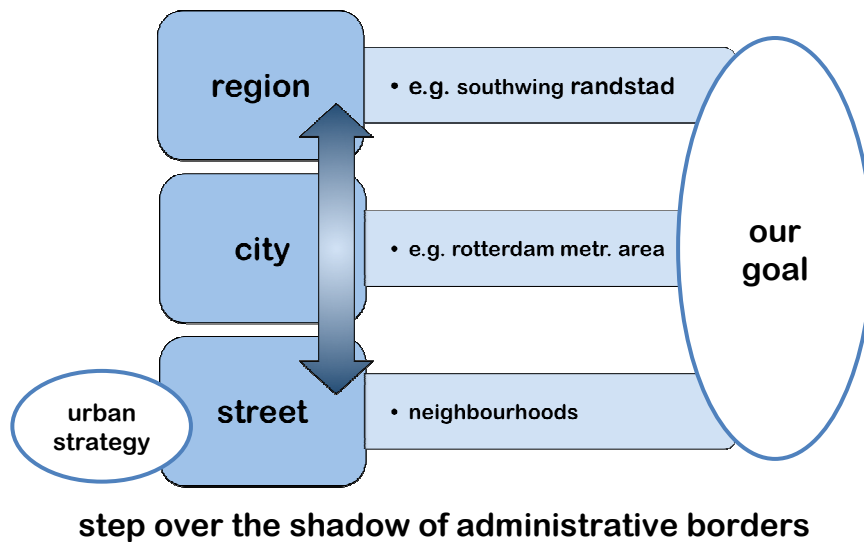 region
• e.g. southwing randstad
city
• e.g. rotterdam metr. area
our
goal
street
• neighbourhoods
urban
strategy
step over the shadow of administrative borders